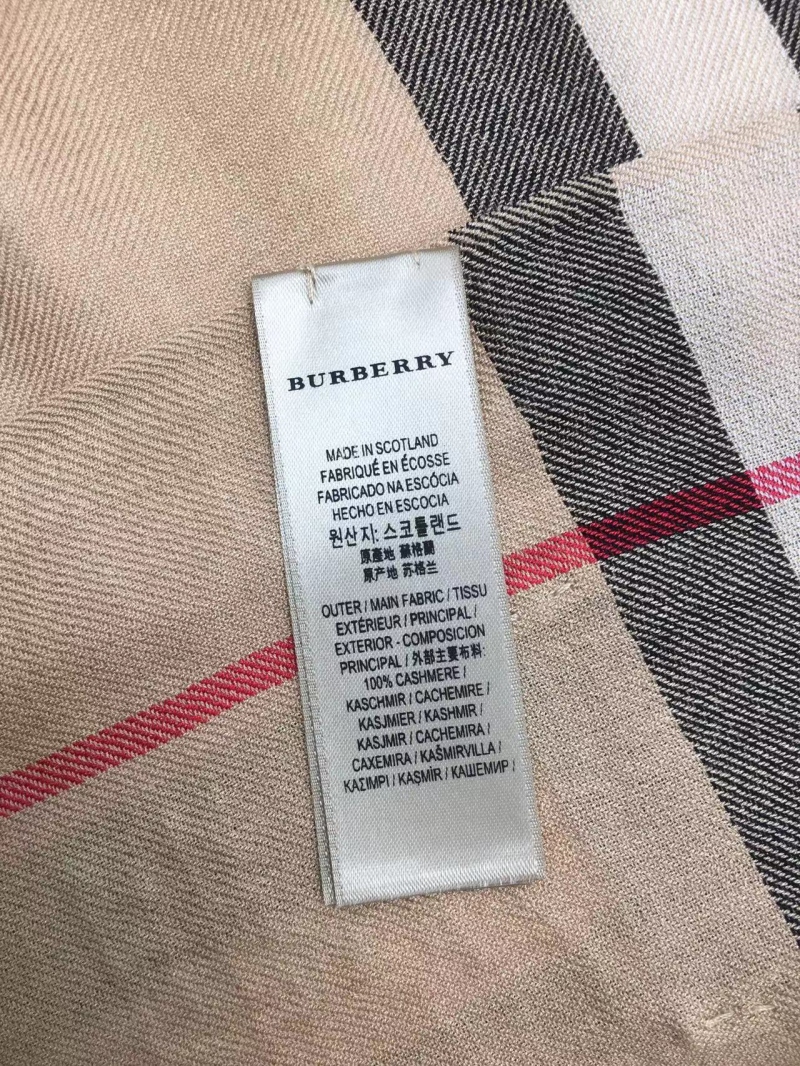 BURBERRY
MADE IN SCOTLAND
FABRIQUÉ EN ÉCOSSE
FABRICADO NA ESCÓCIA
HECHO EN ESCOCIA
원산지: 스코틀랜드
原產地 蘇格蘭
原产地 苏格兰
OUTER / MAIN FABRIC / TISSU
EXTÉRIEUR / PRINCIPAL /
EXTERIOR - COMPOSICION
PRINCIPAL / 外部主要布料:
100% CASHMERE /
KASCHMIR / CACHEMIRE /
KASJMIER / KASHMIR /
KASJMIR / CACHEMIRA /
CAXEMIRA / KAŠMIRVILLA /
ΚΑΣΙΜΡΙ / KAŞMİR / КАШЕМИР /